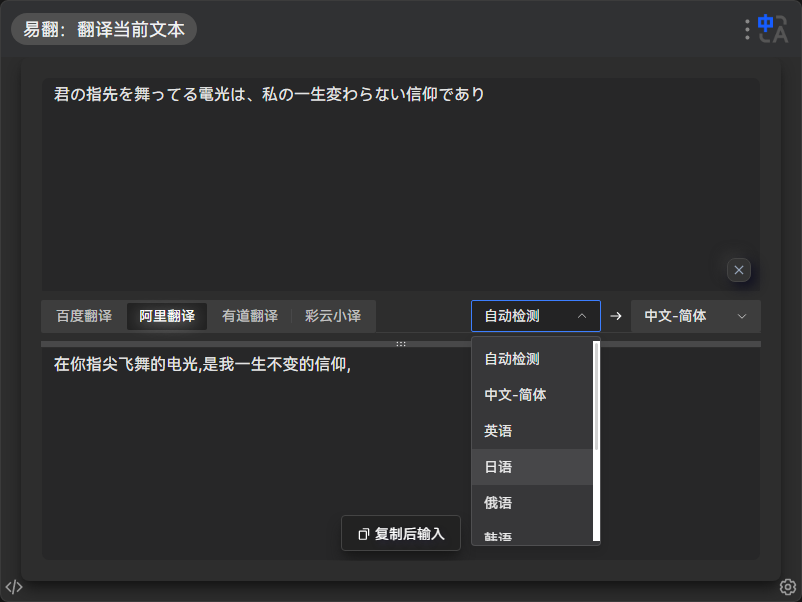 易翻：翻译当前文本
中 A
君の指先を舞ってる電光は、私の一生変わらない信仰であり
百度翻译 阿里翻译 有道翻译 彩云小译 自动检测 → 中文-简体
在你指尖飞舞的电光,是我一生不变的信仰,
自动检测
中文-简体
英语
日语
俄语
韩语
复制后输入